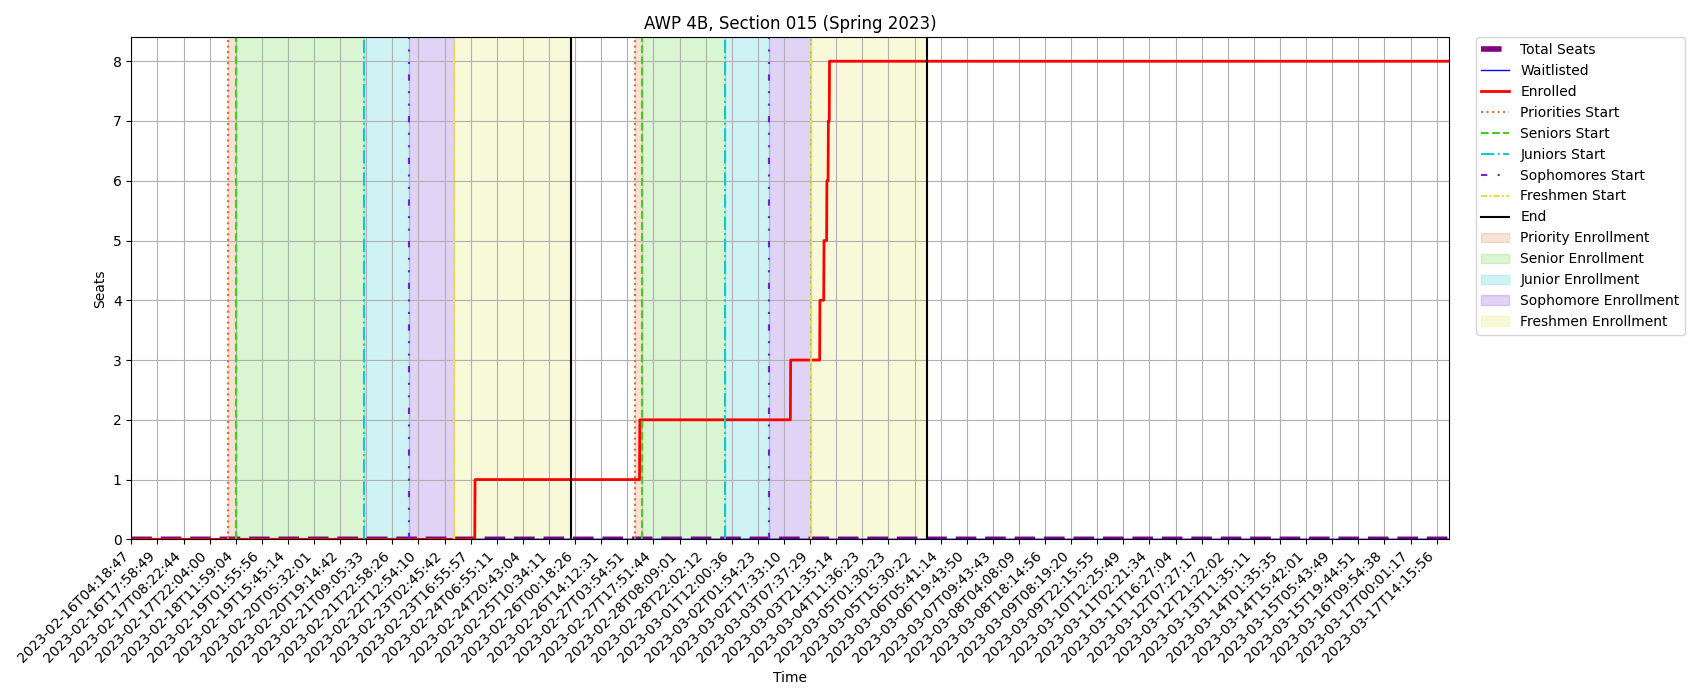 AWP 4B, Section 015 (Spring 2023)
Total Seats
Waitlisted
Enrolled
Priorities Start
Seniors Start
Juniors Start
Sophomores Start
Freshmen Start
End
Priority Enrollment
Senior Enrollment
Junior Enrollment
Sophomore Enrollment
Freshmen Enrollment
Seats
8
7
6
5
4
3
2
1
0
2023-02-16T04:18:47
2023-02-16T17:58:49
2023-02-17T08:22:44
2023-02-17T22:04:00
2023-02-18T11:59:04
2023-02-19T01:55:56
2023-02-19T15:45:14
2023-02-20T05:32:01
2023-02-20T19:14:42
2023-02-21T09:05:33
2023-02-21T22:58:26
2023-02-22T12:54:10
2023-02-23T02:45:42
2023-02-23T16:55:57
2023-02-24T06:55:11
2023-02-24T20:43:04
2023-02-25T10:34:11
2023-02-26T00:18:26
2023-02-26T14:12:31
2023-02-27T03:54:51
2023-02-27T17:51:44
2023-02-28T08:09:01
2023-02-28T22:02:12
2023-03-01T12:00:36
2023-03-02T01:54:23
2023-03-02T17:33:10
2023-03-03T07:37:29
2023-03-03T21:35:14
2023-03-04T11:36:23
2023-03-05T01:30:23
2023-03-05T15:30:22
2023-03-06T05:41:14
2023-03-06T19:43:50
2023-03-07T09:43:43
2023-03-08T04:08:09
2023-03-08T18:14:56
2023-03-09T08:19:20
2023-03-09T22:15:55
2023-03-10T12:25:49
2023-03-11T02:21:34
2023-03-11T16:27:04
2023-03-12T07:27:17
2023-03-12T21:22:02
2023-03-13T11:35:11
2023-03-14T01:35:35
2023-03-14T15:42:01
2023-03-15T05:43:49
2023-03-15T19:44:51
2023-03-16T09:54:38
2023-03-17T00:01:17
2023-03-17T14:15:56
Time